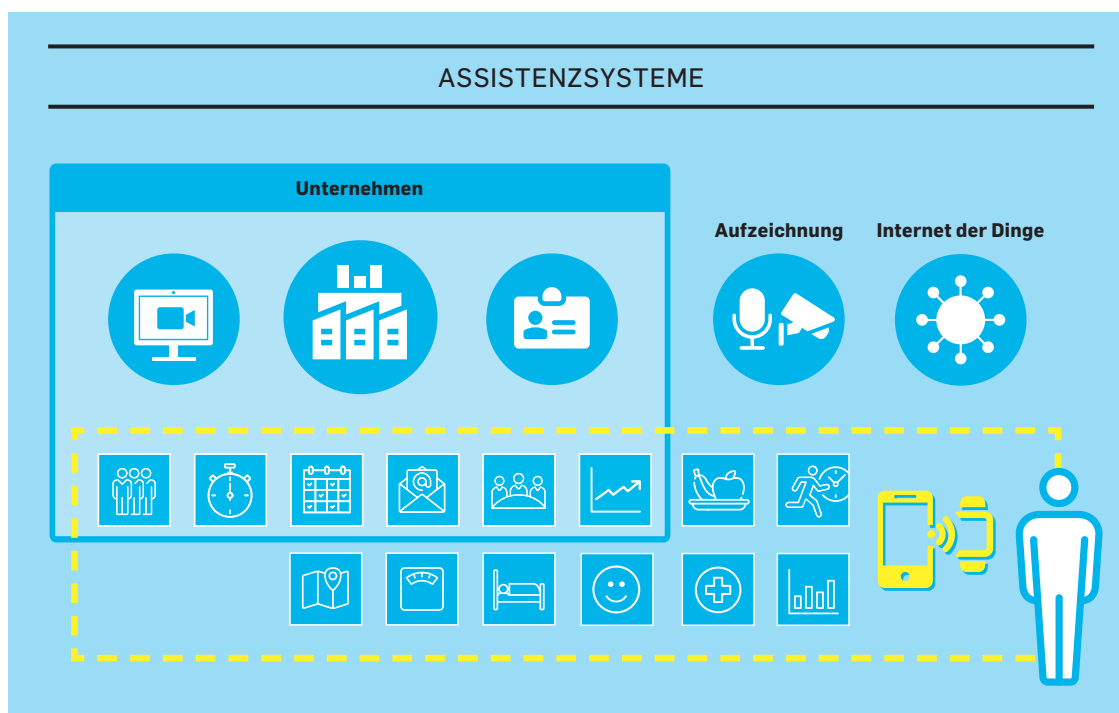 ASSISTENZSYSTEME
Unternehmen
Aufzeichnung
Internet der Dinge
@